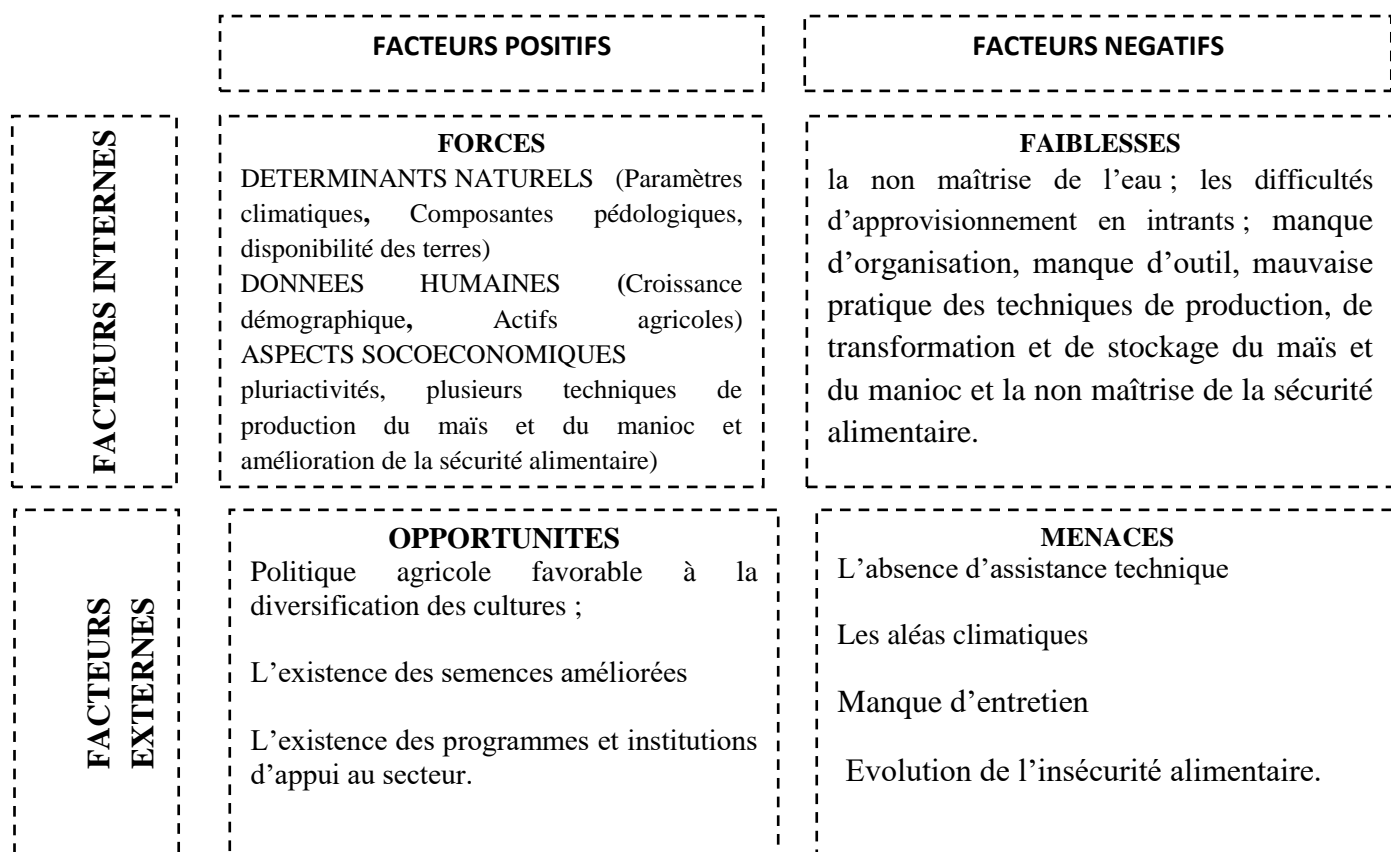 FACTEURS POSITIFS
FACTEURS NEGATIFS
FACTEURS INTERNES
FORCES
DETERMINANTS NATURELS (Paramètres
climatiques, Composantes pédologiques,
disponibilité des terres)
DONNEES HUMAINES (Croissance
démographique, Actifs agricoles)
ASPECTS SOCOECONOMIQUES
pluriactivités, plusieurs techniques de
production du maïs et du manioc et
amélioration de la sécurité alimentaire)
FAIBLESSES
la non maîtrise de l’eau ; les difficultés
d’approvisionnement en intrants ; manque
d’organisation, manque d’outil, mauvaise
pratique des techniques de production, de
transformation et de stockage du maïs et
du manioc et la non maîtrise de la sécurité
alimentaire.
FACTEURS
EXTERNES
OPPORTUNITES
Politique agricole favorable à la
diversification des cultures ;
L’existence des semences améliorées
L’existence des programmes et institutions
d’appui au secteur.
MENACES
L’absence d’assistance technique
Les aléas climatiques
Manque d’entretien
Evolution de l’insécurité alimentaire.